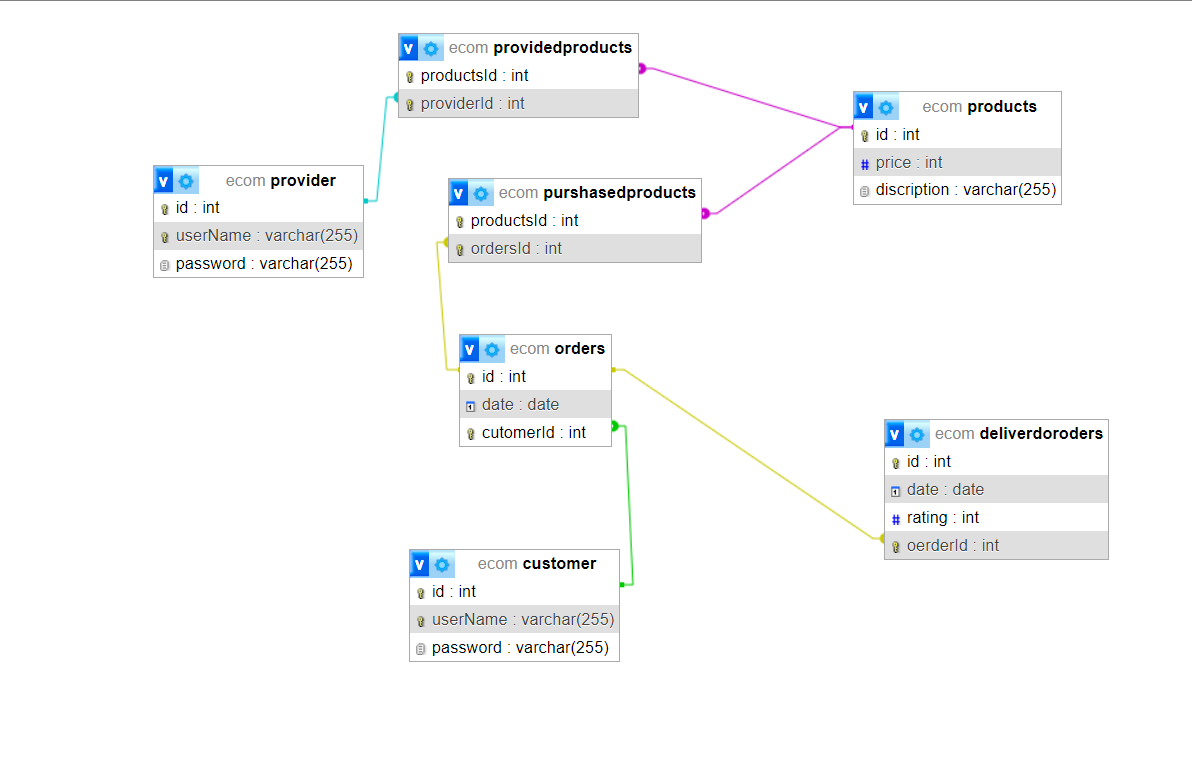 v ecom providedproducts
productsId : int
providerId : int
v ecom products
id : int
# price : int
discription : varchar(255)
v ecom provider
id : int
userName : varchar(255)
password : varchar(255)
v ecom purshasedproducts
productsId : int
ordersId : int
v ecom orders
id : int
date : date
cutomerId : int
v ecom deliverdoroders
id : int
date : date
# rating : int
oerderId : int
v ecom customer
id : int
userName : varchar(255)
password : varchar(255)